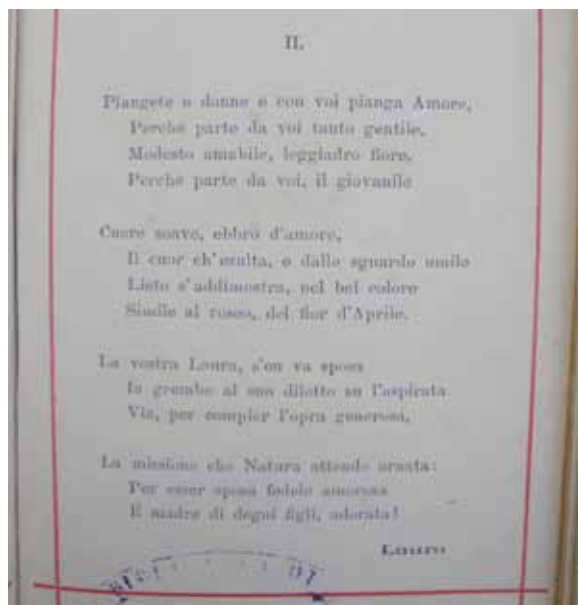 II.
Piangete o donne e con voi pianga Amore,
Perchè parte da voi tanto gentile,
Modesto amabile, leggiadro fiore,
Perchè parte da voi, il giovanile
Cuore soave, ebbro d'amore,
Il cuor ch'esulta, e dallo sguardo umile
Lieto s'addimostra, nel bel colore
Simile al roseo, del fior d'Aprile.
La vostra Laura, s'en va sposa
In grembo al suo diletto su l'aspirata
Via, per compier l'opra generosa,
La missione che Natura attende ornata:
Per esser sposa fedele amorosa
E madre di degni figli, adorata!
Lauro